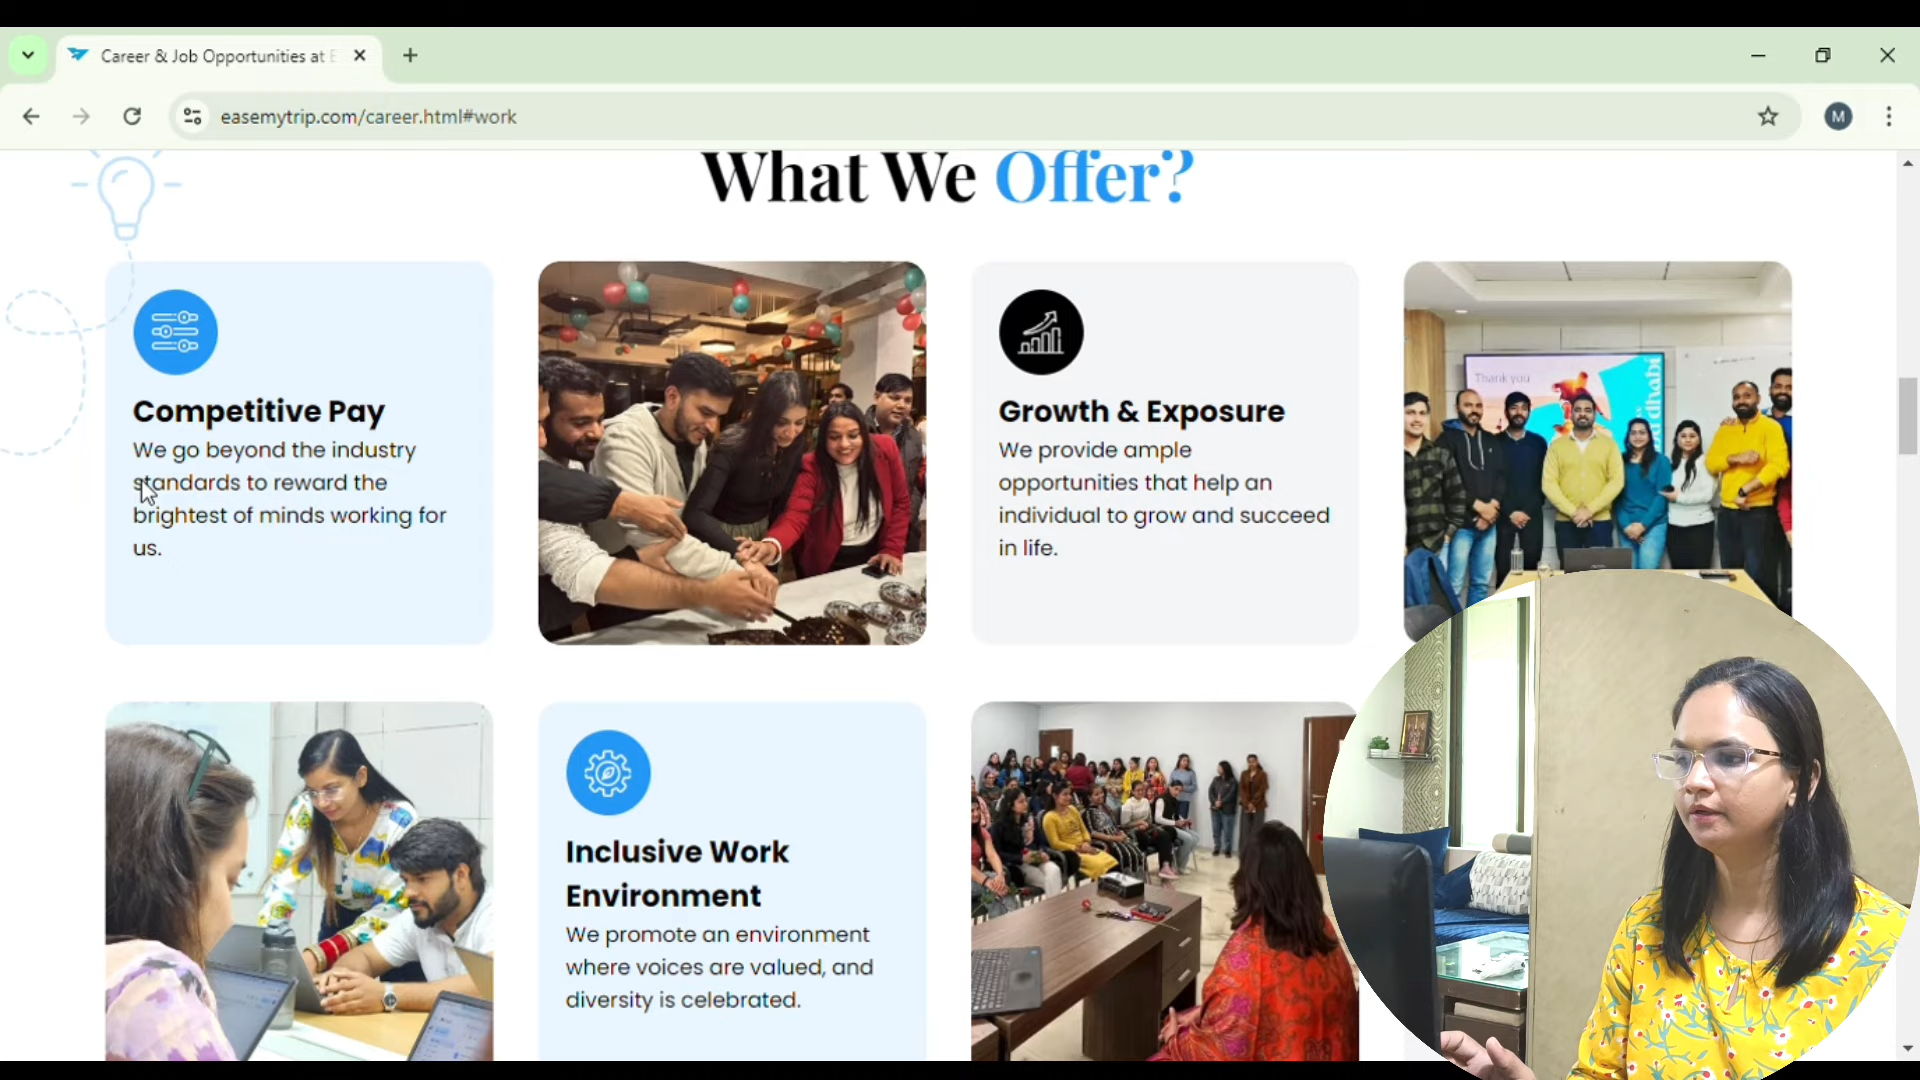 Career & Job Opportunities at E
easemytrip.com/career.html#work
M
What We Offer?
Competitive Pay
We go beyond the industry
standards to reward the
brightest of minds working for
us.
Growth & Exposure
We provide ample
opportunities that help an
individual to grow and succeed
in life.
Thank you
Inclusive Work
Environment
We promote an environment
where voices are valued, and
diversity is celebrated.